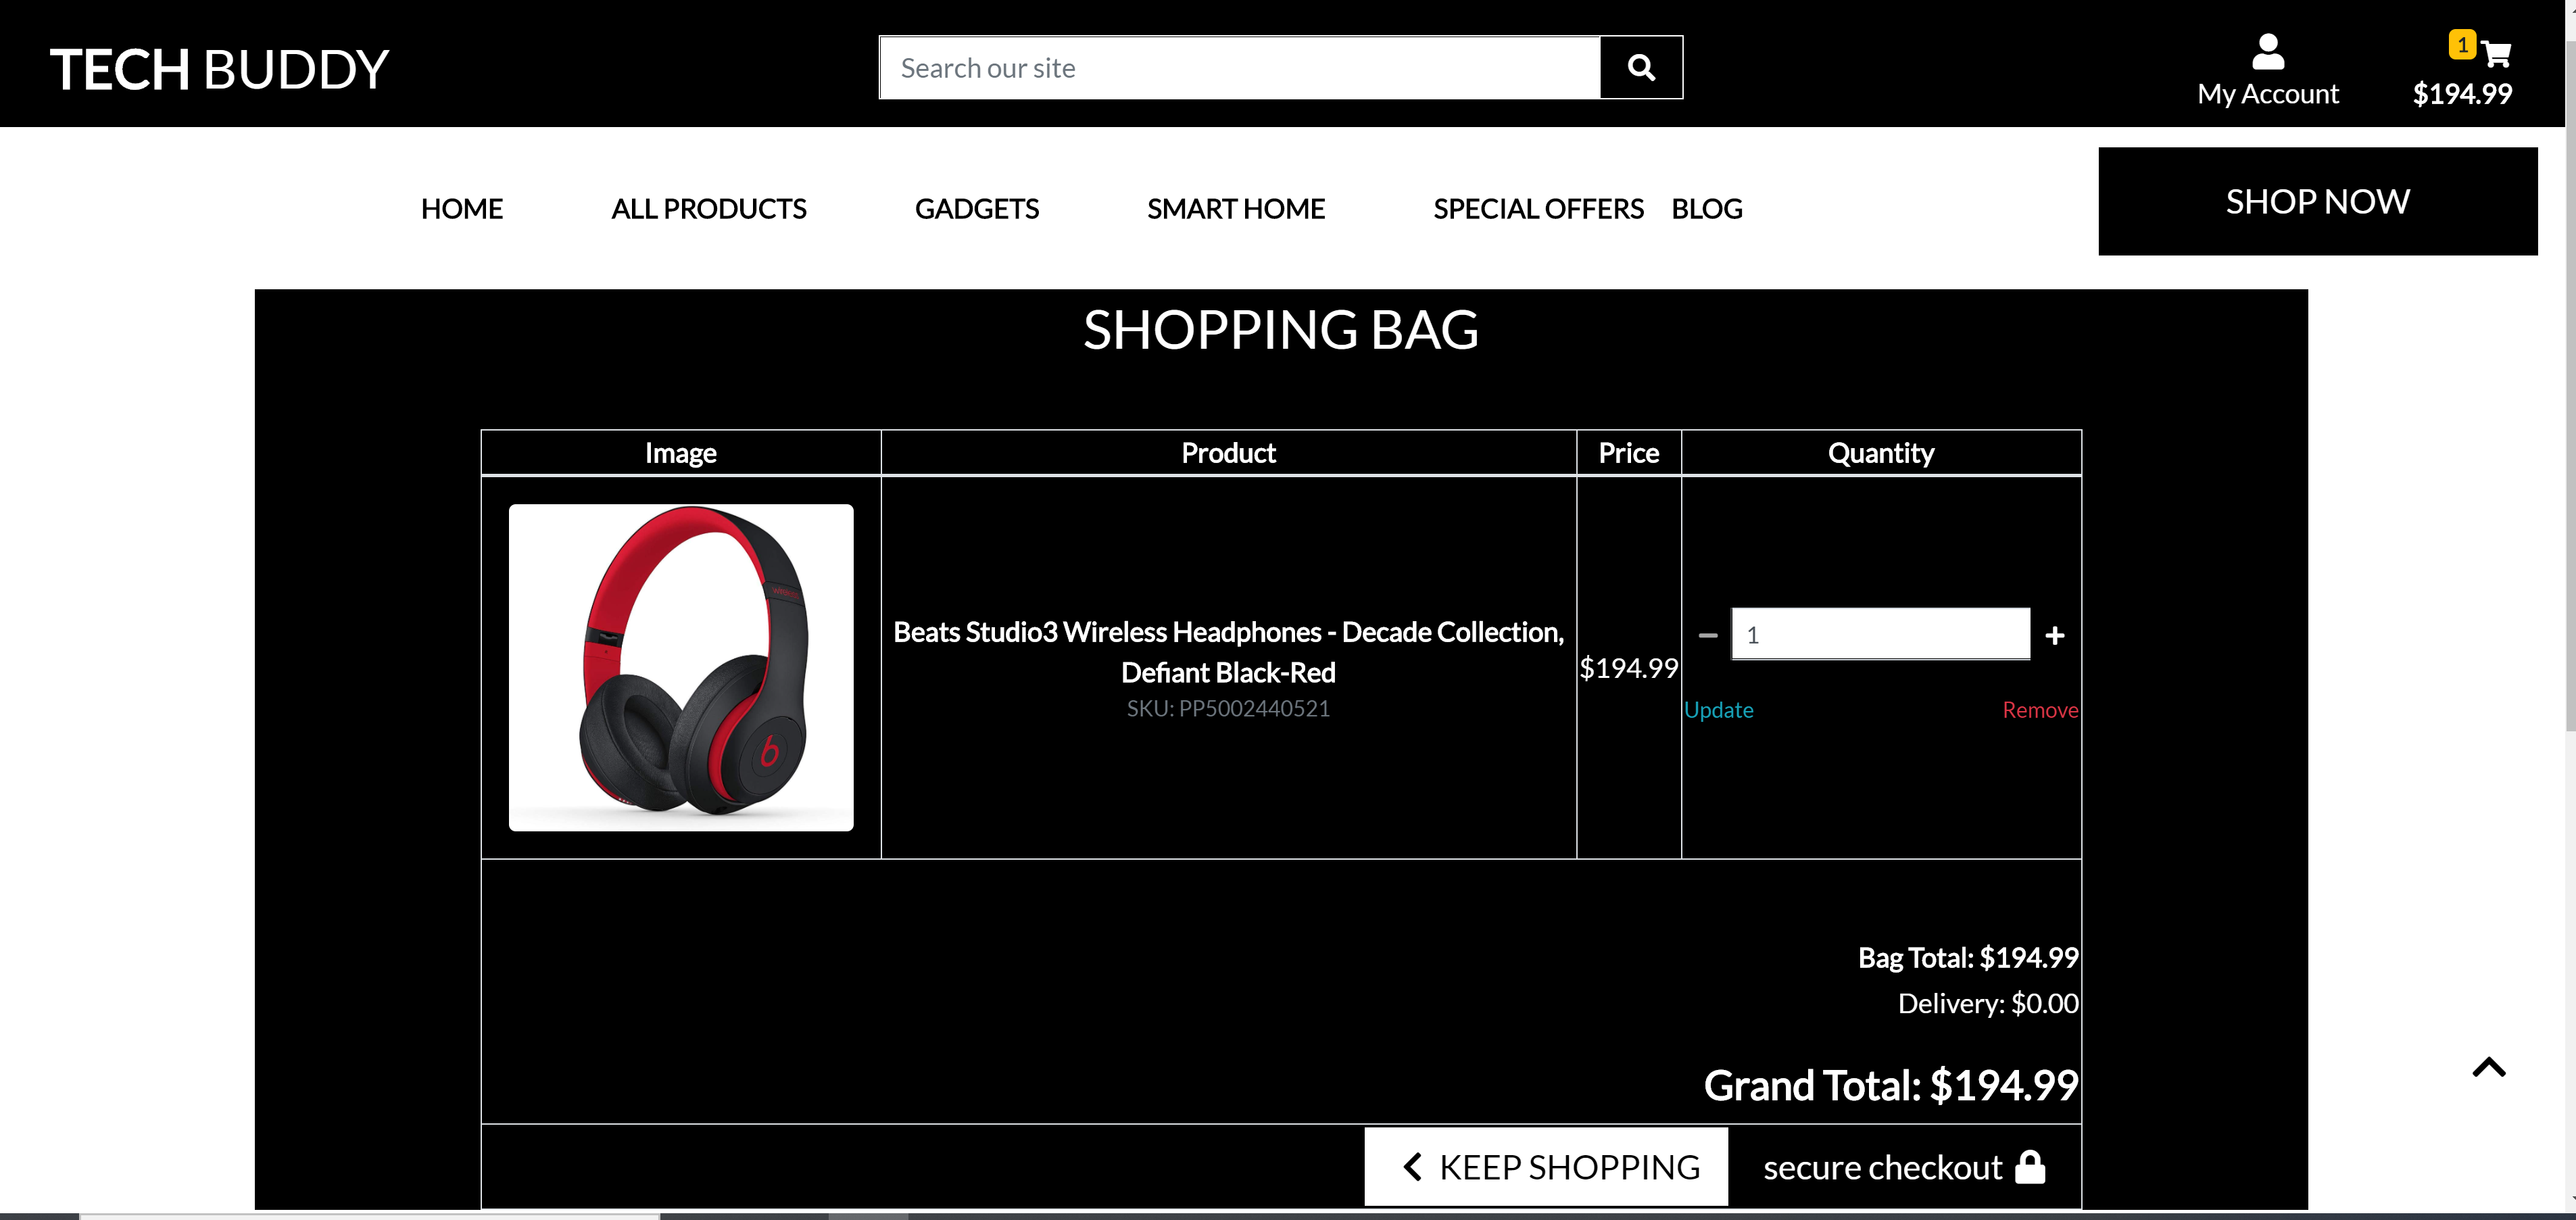 TECH BUDDY
Search our site
My Account
1
$194.99
HOME
ALL PRODUCTS
GADGETS
SMART HOME
SPECIAL OFFERS
BLOG
SHOP NOW
SHOPPING BAG
Image
Product
Price
Quantity
wireless
b
Beats Studio3 Wireless Headphones - Decade Collection,
Defiant Black-Red
SKU: PP5002440521
$194.99
1
Update
Remove
Bag Total: $194.99
Delivery: $0.00
Grand Total: $194.99
KEEP SHOPPING
secure checkout